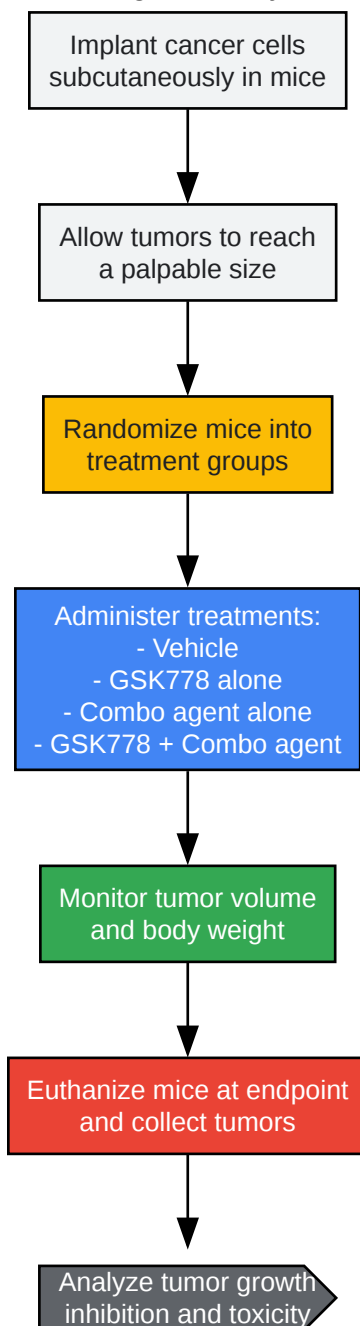 Implant cancer cells
subcutaneously in mice
Allow tumors to reach
a palpable size
Randomize mice into
treatment groups
Administer treatments:
- Vehicle
- GSK778 alone
- Combo agent alone
- GSK778 + Combo agent
Monitor tumor volume
and body weight
Euthanize mice at endpoint
and collect tumors
Analyze tumor growth
inhibition and toxicity